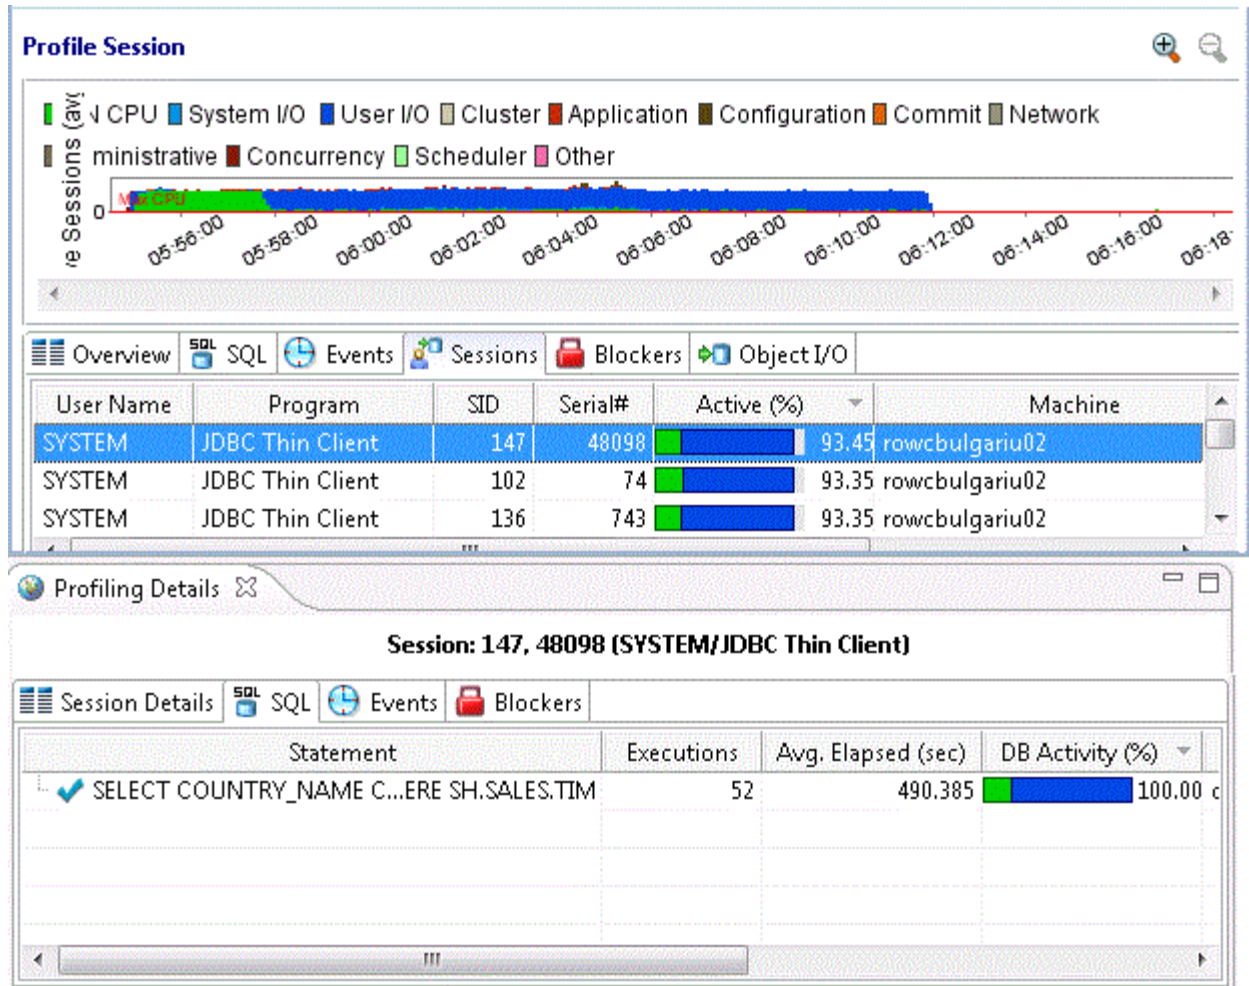 Profile Session
CPU System I/O User I/O Cluster Application Configuration Commit Network
ministrative Concurrency Scheduler Other
e Sessions (avg
Max CPU
0
05:56:00 05:58:00 06:00:00 06:02:00 06:04:00 06:06:00 06:08:00 06:10:00 06:12:00 06:14:00 06:16:00 06:18
Overview SQL Events Sessions Blockers Object I/O
User Name Program SID Serial# Active (%) Machine
SYSTEM JDBC Thin Client 147 48098 93.45 rowcbulgariu02
SYSTEM JDBC Thin Client 102 74 93.35 rowcbulgariu02
SYSTEM JDBC Thin Client 136 743 93.35 rowcbulgariu02
Profiling Details
Session: 147, 48098 (SYSTEM/JDBC Thin Client)
Session Details SQL Events Blockers
Statement Executions Avg. Elapsed (sec) DB Activity (%)
SELECT COUNTRY_NAME C...ERE SH.SALES.TIM 52 490.385 100.00